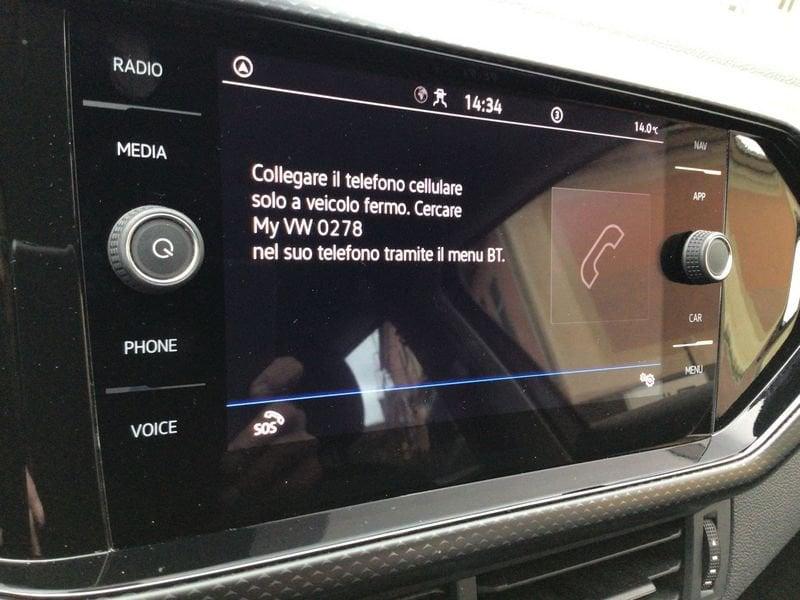 RADIO
MEDIA
PHONE
VOICE
14:34
3
14.0°C
Collegare il telefono cellulare
solo a veicolo fermo. Cercare
My VW 0278
nel suo telefono tramite il menu BT.
SOS
NAV
APP
CAR
MENU